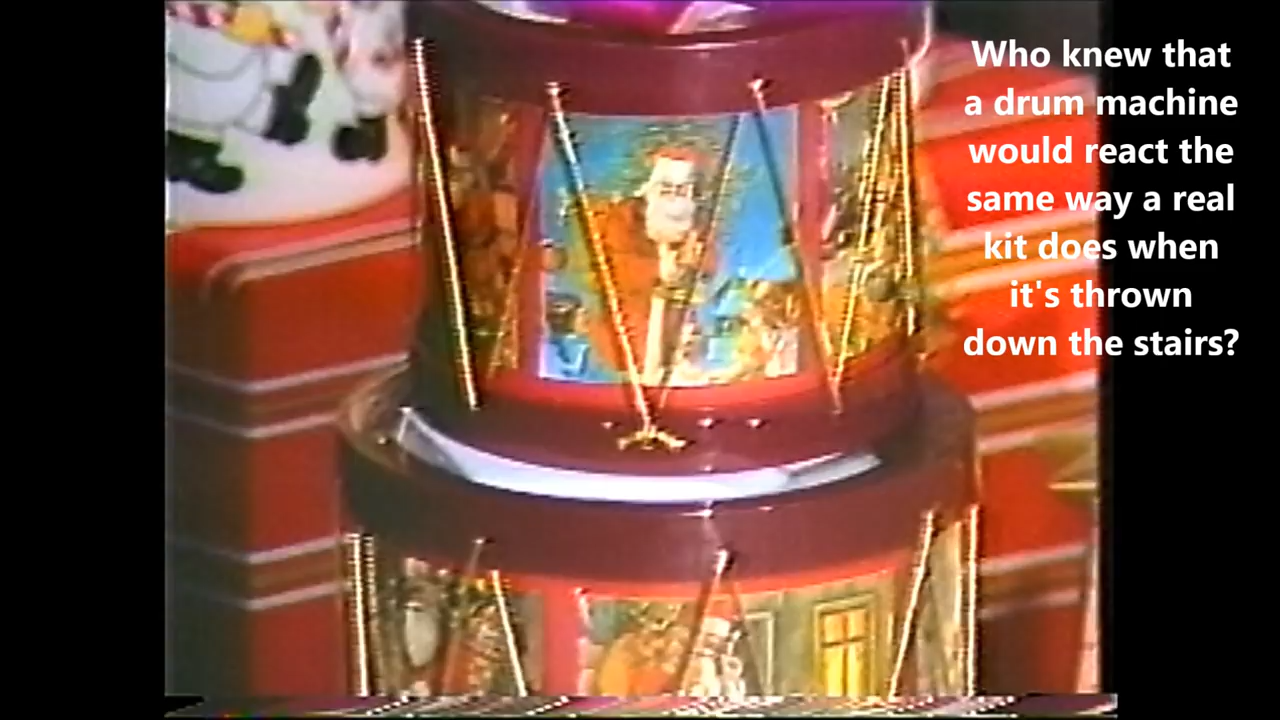 Who knew that
a drum machine
would react the
same way a real
kit does when
it's thrown
down the stairs?